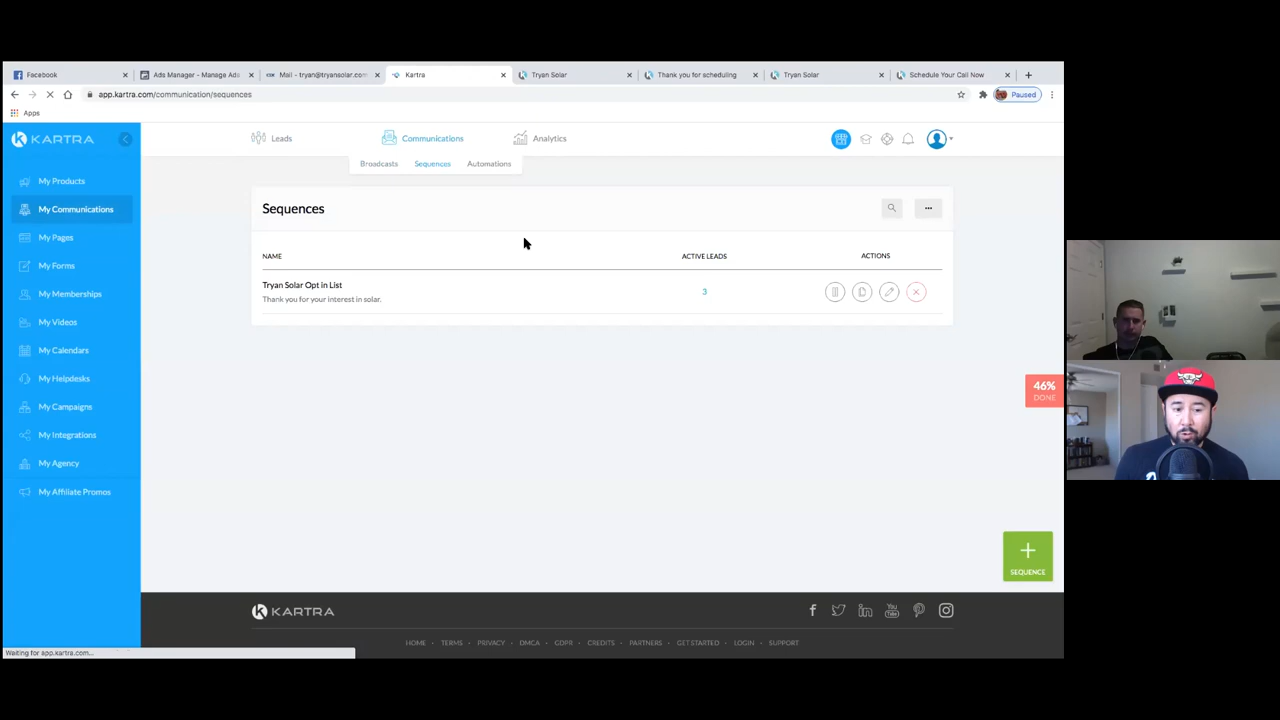 Facebook
Ads Manager - Manage Ads
Mail - tryan@tryansolar.com
Kartra
Tryan Solar
Thank you for scheduling
Tryan Solar
Schedule Your Call Now
app.kartra.com/communication/sequences
Paused
Apps
KARTRA
Leads
Communications
Analytics
Broadcasts
Sequences
Automations
My Products
My Communications
My Pages
My Forms
My Memberships
My Videos
My Calendars
My Helpdesks
My Campaigns
My Integrations
My Agency
My Affiliate Promos
Sequences
NAME
ACTIVE LEADS
ACTIONS
Tryan Solar Opt in List
Thank you for your interest in solar.
3
46%
DONE
SEQUENCE
KARTRA
You Tube
HOME - TERMS - PRIVACY - DMCA - GDPR - CREDITS - PARTNERS - GET STARTED - LOGIN - SUPPORT
Waiting for app.kartra.com...